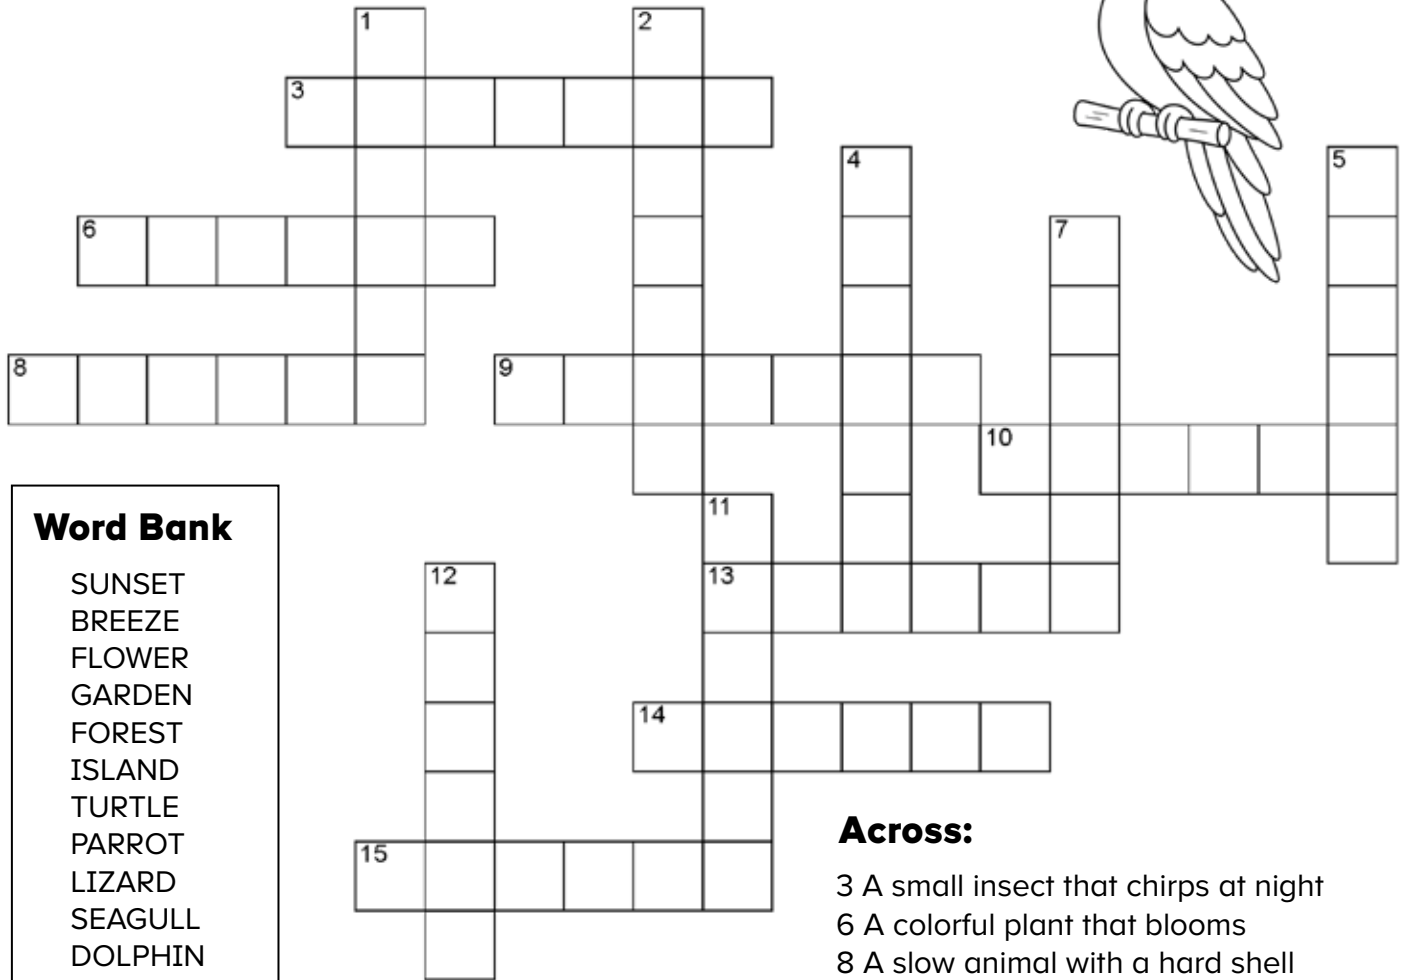 1
2
3
4
5
6
7
8
9
10
11
12
13
14
15
Word Bank
SUNSET
BREEZE
FLOWER
GARDEN
FOREST
ISLAND
TURTLE
PARROT
LIZARD
SEAGULL
DOLPHIN
Across:
3 A small insect that chirps at night
6 A colorful plant that blooms
8 A slow animal with a hard shell